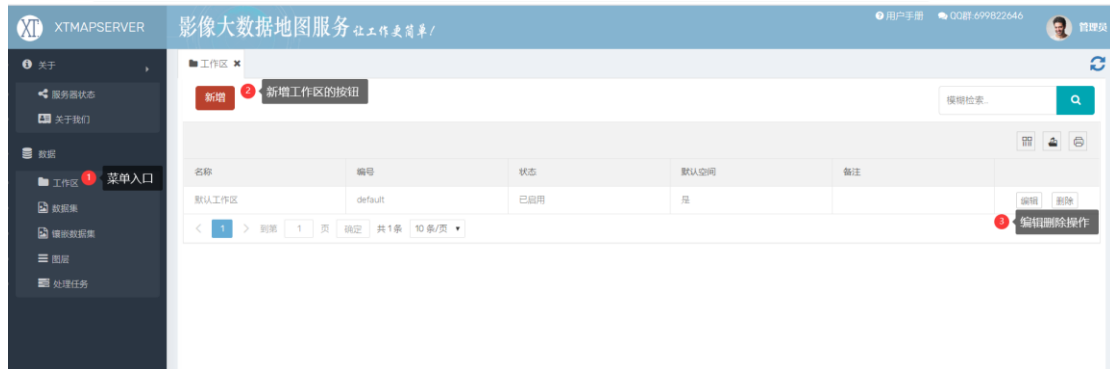 XTMAPSERVER
影像大数据地图服务 让工作更简单!
用户手册 QQ群:699822646 管理员
关于
服务器状态
关于我们
数据
工作区 1 菜单入口
数据集
镶嵌数据集
图层
处理任务
工作区 ×
新增 2 新增工作区的按钮
模糊检索..
名称 编号 状态 默认空间 备注
默认工作区 default 已启用 是 编辑 删除
< 1 > 到第 1 页 确定 共1条 10条/页
3 编辑删除操作